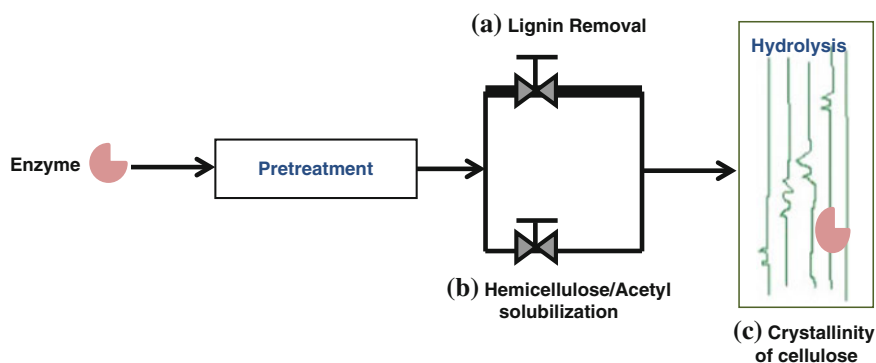 (a) Lignin Removal
Hydrolysis
Enzyme
Pretreatment
(b) Hemicellulose/Acetyl
solubilization
(c) Crystallinity
of cellulose